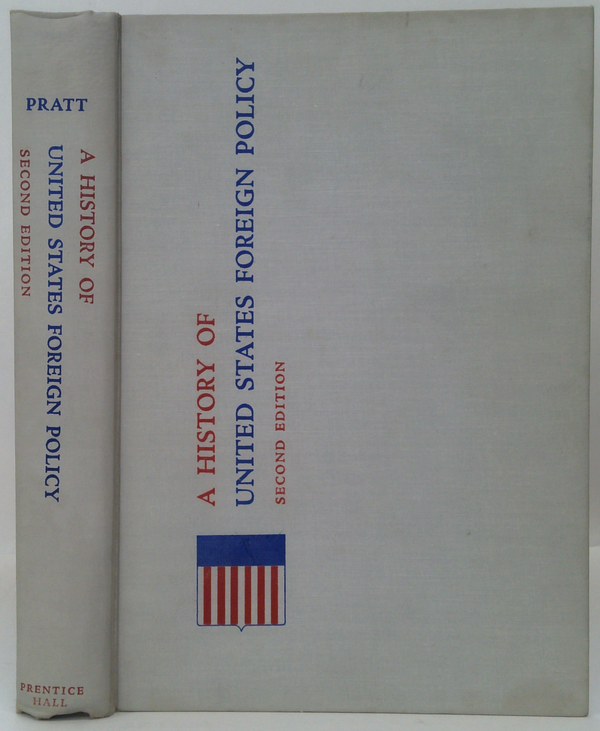 PRATT
A HISTORY OF
UNITED STATES FOREIGN POLICY
SECOND EDITION
PRENTICE
HALL
A HISTORY OF
UNITED STATES FOREIGN POLICY
SECOND EDITION